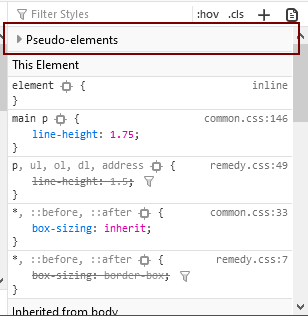 Filter Styles :hov .cls +
Pseudo-elements
This Element
element { inline
}
main p { common.css:146
line-height: 1.75;
}
p, ul, ol, dl, address { remedy.css:49
line-height: 1.5;
}
*, ::before, ::after { common.css:33
box-sizing: inherit;
}
*, ::before, ::after { remedy.css:7
box-sizing: border-box;
}
Inherited from body